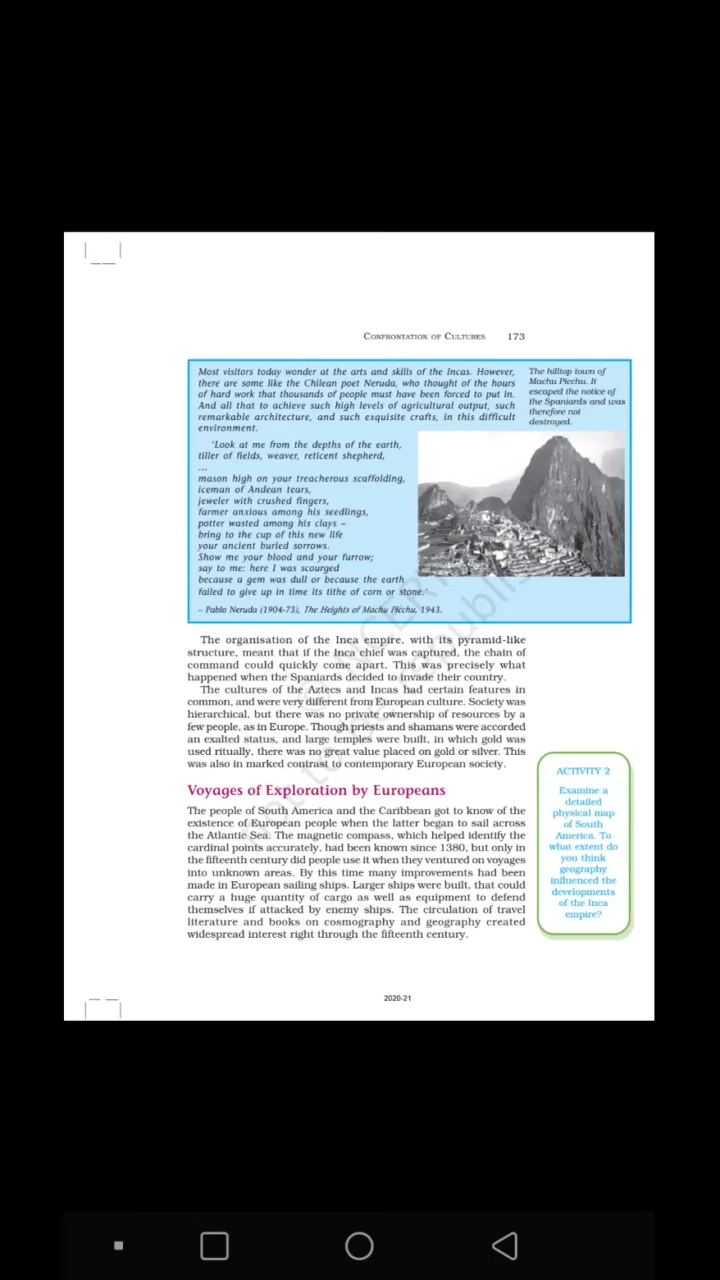 CONFRONTATION OF CULTURES 173
Most visitors today wonder at the arts and skills of the Incas. However,
there are some like the Chilean poet Neruda, who thought of the hours
of hard work that thousands of people must have been forced to put in.
And all that to achieve such high levels of agricultural output, such
remarkable architecture, and such exquisite crafts, in this difficult
environment.
'Look at me from the depths of the earth,
tiller of fields, weaver, reticent shepherd,
...
mason high on your treacherous scaffolding,
iceman of Andean tears,
jeweler with crushed fingers,
farmer anxious among his seedlings,
potter wasted among his clays –
bring to the cup of this new life
your ancient buried sorrows.
Show me your blood and your furrow;
say to me: here I was scourged
because a gem was dull or because the earth
failed to give up in time its tithe of corn or stone.'
– Pablo Neruda (1904-73), The Heights of Machu Picchu, 1943.
The hilltop town of
Machu Picchu. It
escaped the notice of
the Spaniards and was
therefore not
destroyed.
The organisation of the Inca empire, with its pyramid-like
structure, meant that if the Inca chief was captured, the chain of
command could quickly come apart. This was precisely what
happened when the Spaniards decided to invade their country.
The cultures of the Aztecs and Incas had certain features in
common, and were very different from European culture. Society was
hierarchical, but there was no private ownership of resources by a
few people, as in Europe. Though priests and shamans were accorded
an exalted status, and large temples were built, in which gold was
used ritually, there was no great value placed on gold or silver. This
was also in marked contrast to contemporary European society.
Voyages of Exploration by Europeans
The people of South America and the Caribbean got to know of the
existence of European people when the latter began to sail across
the Atlantic Sea. The magnetic compass, which helped identify the
cardinal points accurately, had been known since 1380, but only in
the fifteenth century did people use it when they ventured on voyages
into unknown areas. By this time many improvements had been
made in European sailing ships. Larger ships were built, that could
carry a huge quantity of cargo as well as equipment to defend
themselves if attacked by enemy ships. The circulation of travel
literature and books on cosmography and geography created
widespread interest right through the fifteenth century.
ACTIVITY 2
Examine a
detailed
physical map
of South
America. To
what extent do
you think
geography
influenced the
developments
of the Inca
empire?
2020-21